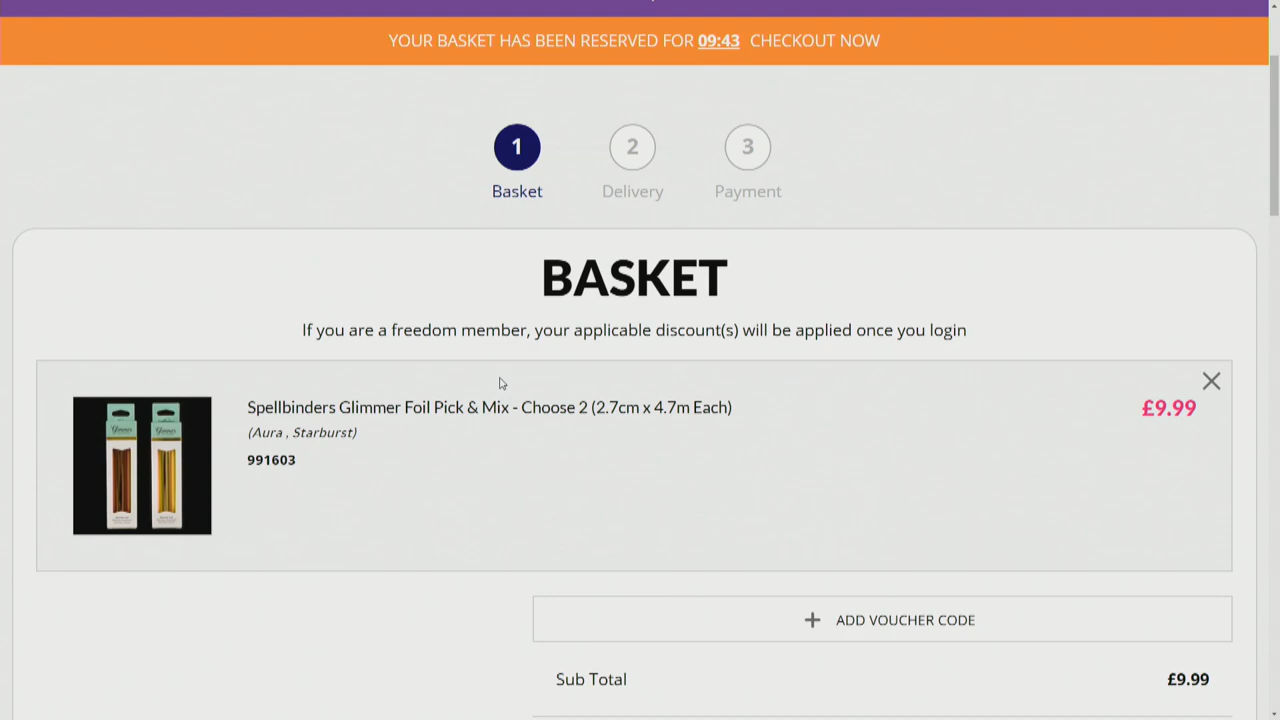 YOUR BASKET HAS BEEN RESERVED FOR 09:43 CHECKOUT NOW
1
2
3
Basket
Delivery
Payment
BASKET
If you are a freedom member, your applicable discount(s) will be applied once you login
Spellbinders Glimmer Foil Pick & Mix - Choose 2 (2.7cm x 4.7m Each)
£9.99
(Aura , Starburst)
991603
Glimmer
Glimmer
ADD VOUCHER CODE
Sub Total
£9.99